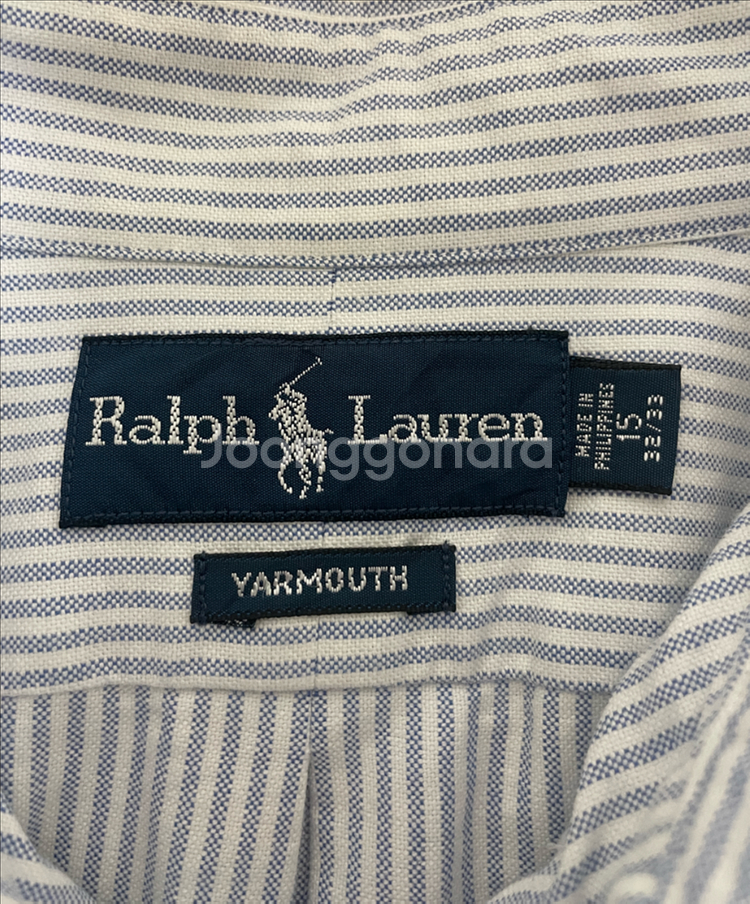 Ralph Lauren
MADE IN
PHILIPPINES
15
32/33
Joonggonara
YARMOUTH